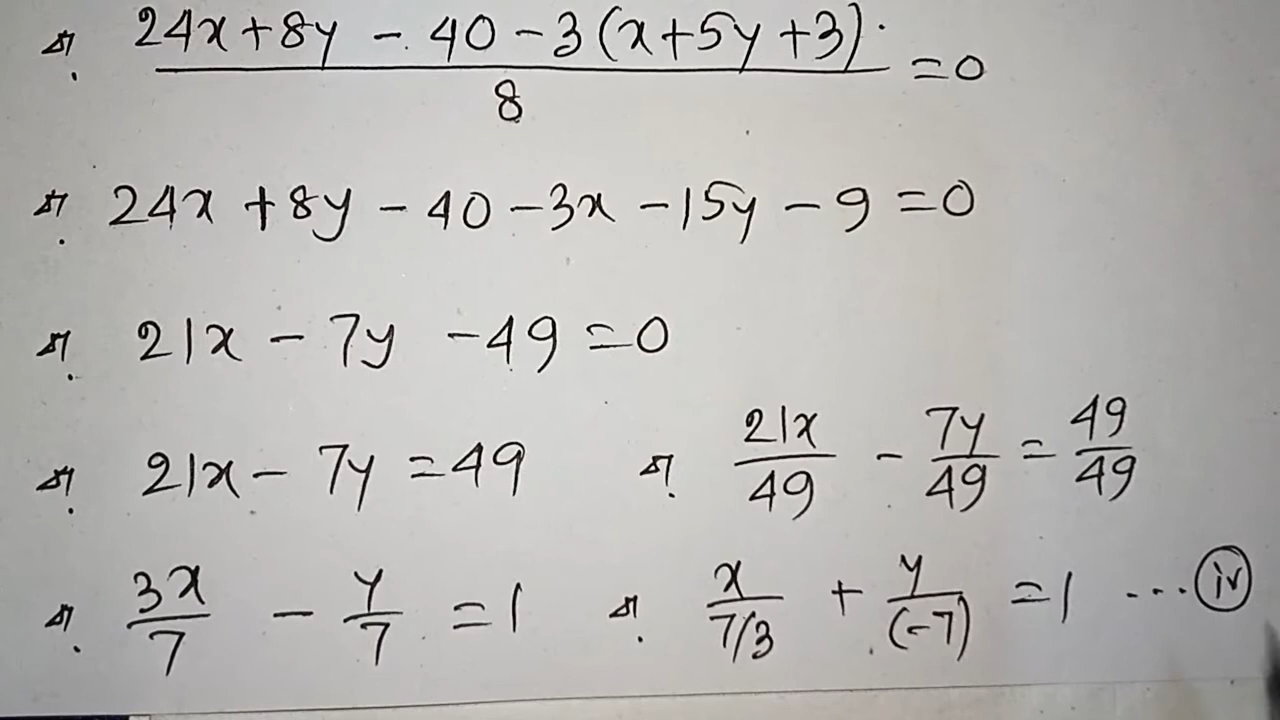 বা, (24x+8y - 40 - 3(x+5y+3))/8 = 0
বা, 24x + 8y - 40 - 3x - 15y - 9 = 0
বা, 21x - 7y - 49 = 0
বা, 21x - 7y = 49 বা, 21x/49 - 7y/49 = 49/49
বা, 3x/7 - y/7 = 1 বা, x/(7/3) + y/(-7) = 1 ... (iv)